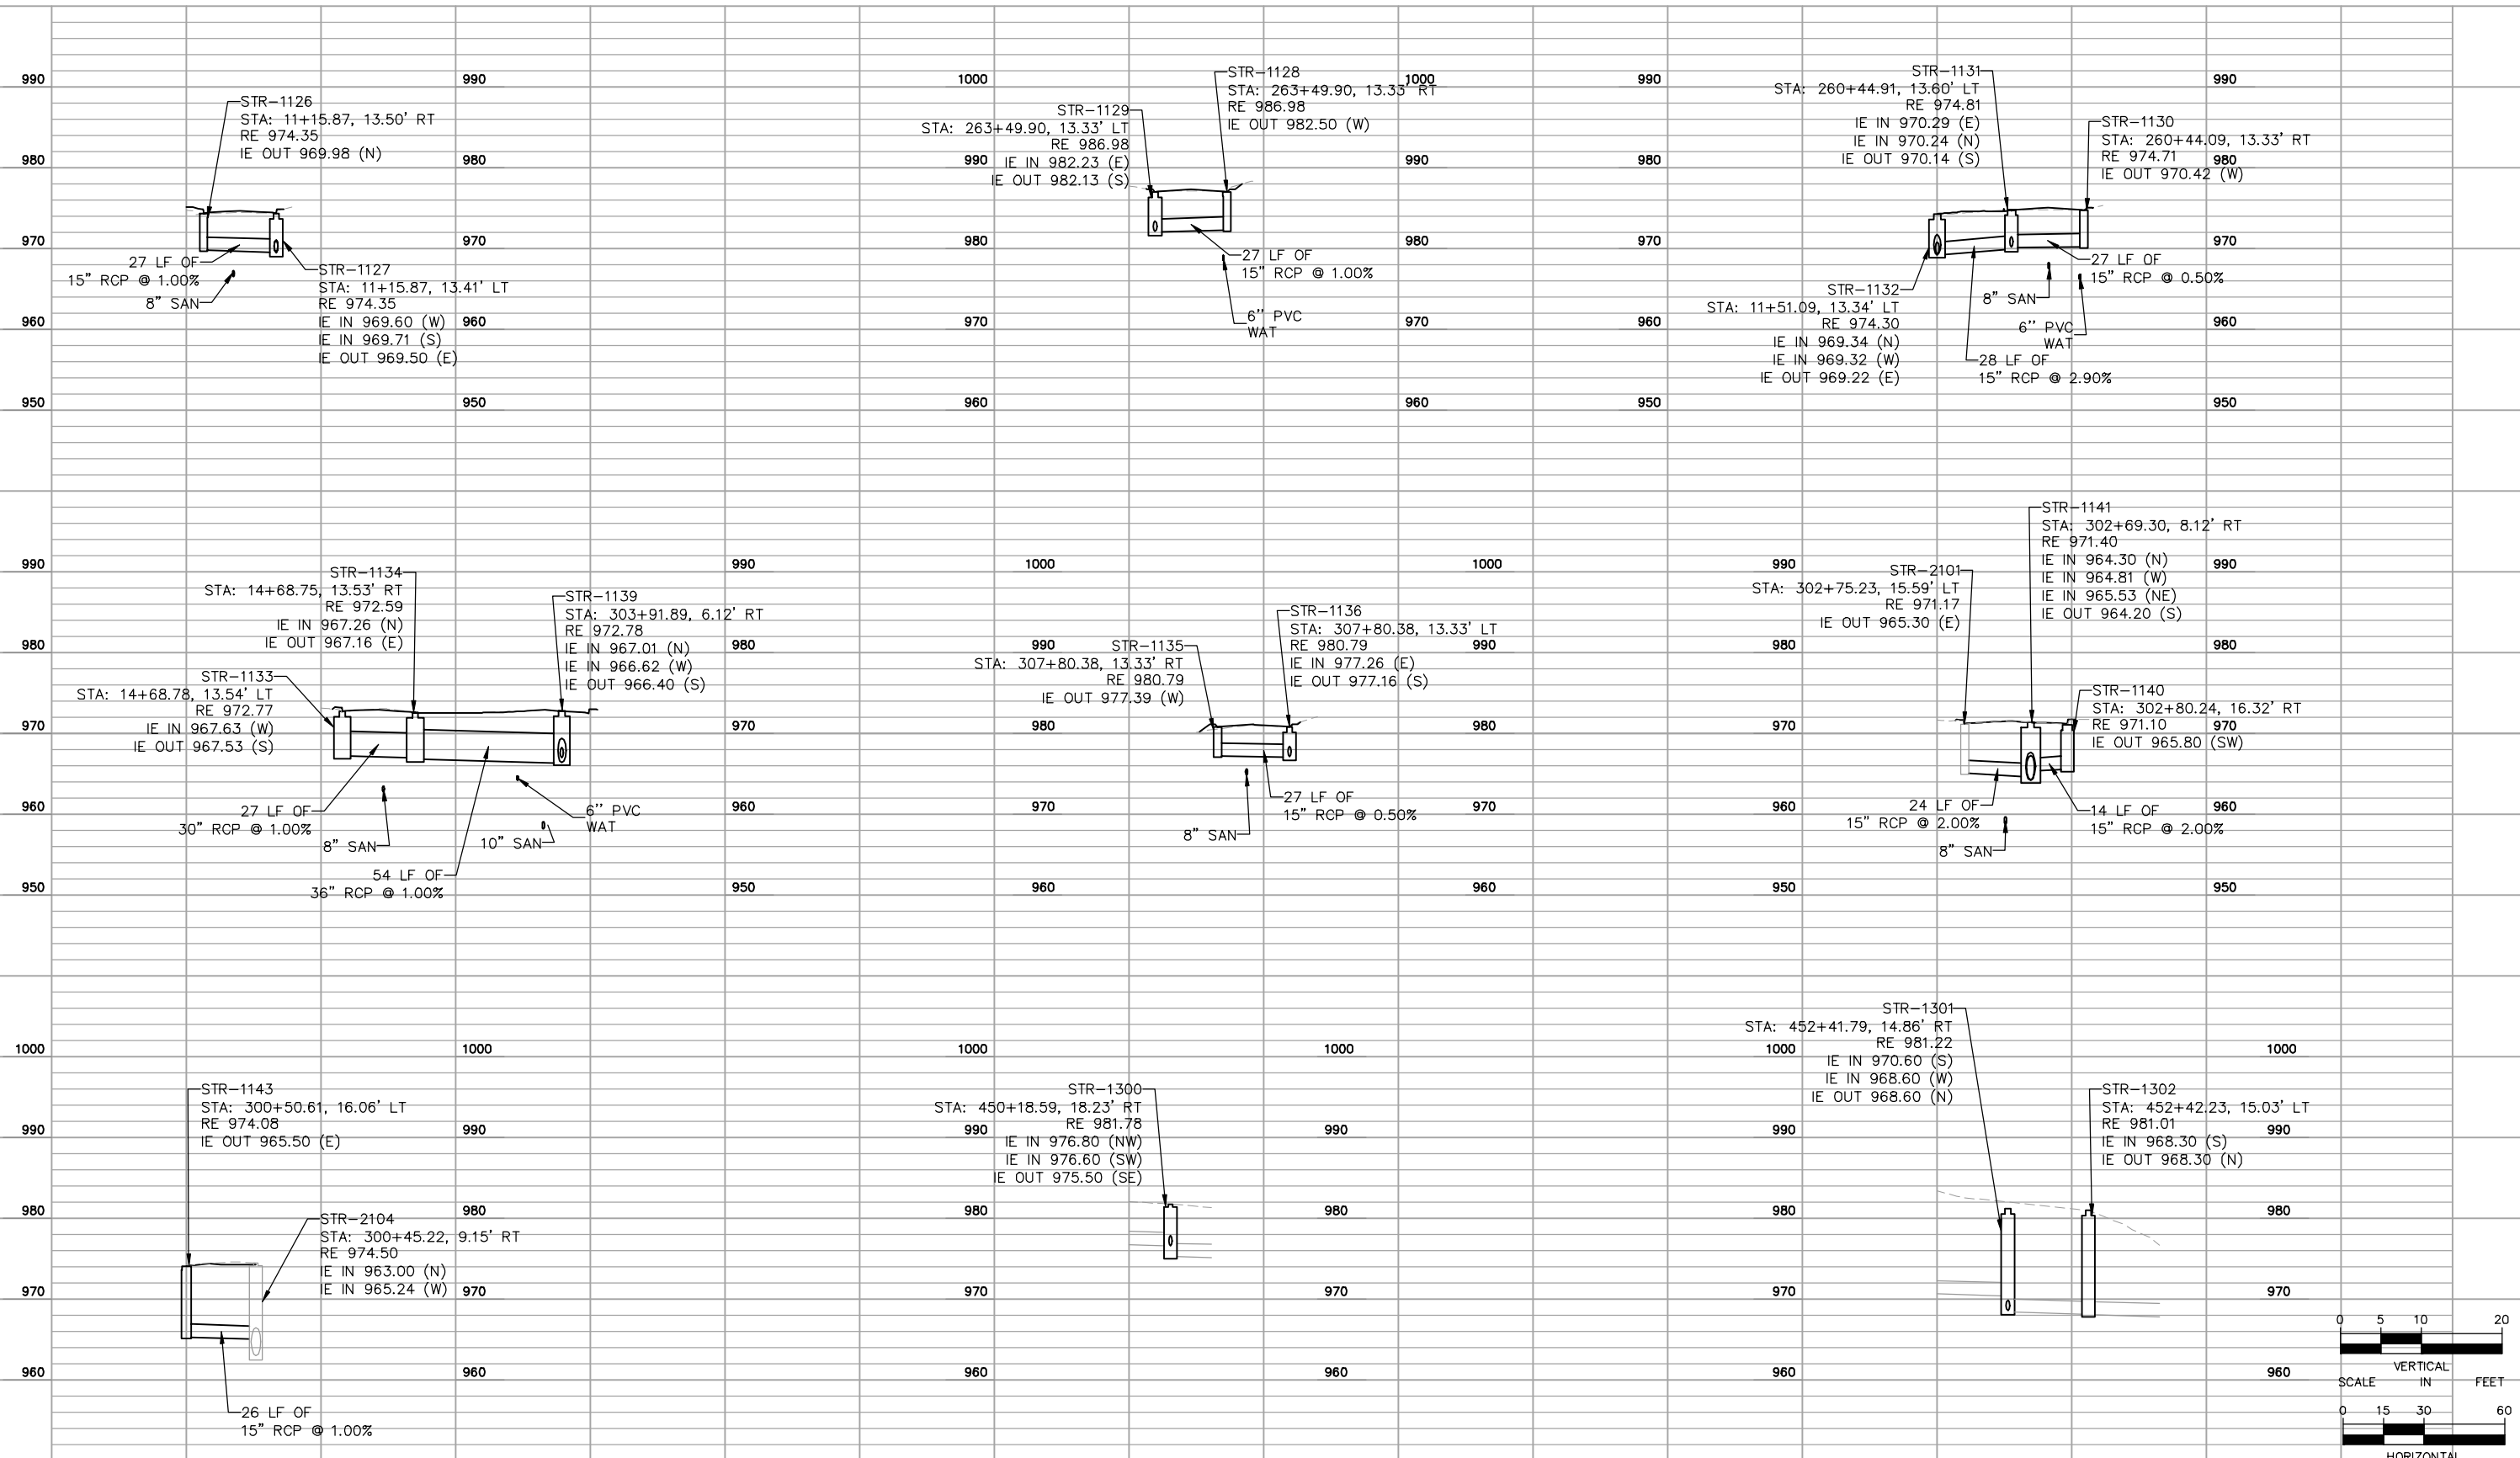 990
990
STR-1126
STA: 11+15.87, 13.50' RT
RE 974.35
IE OUT 969.98 (N)
980
980
970
970
27 LF OF
15" RCP @ 1.00%
8" SAN
STR-1127
STA: 11+15.87, 13.41' LT
RE 974.35
IE IN 969.60 (W)
IE IN 969.71 (S)
IE OUT 969.50 (E)
960
960
950
950
1000
1000
STR-1128
STA: 263+49.90, 13.33' RT
RE 986.98
IE OUT 982.50 (W)
STR-1129
STA: 263+49.90, 13.33' LT
RE 986.98
IE IN 982.23 (E)
IE OUT 982.13 (S)
990
990
980
980
27 LF OF
15" RCP @ 1.00%
6'' PVC
WAT
970
970
960
960
990
990
STR-1131
STA: 260+44.91, 13.60' LT
RE 974.81
IE IN 970.29 (E)
IE IN 970.24 (N)
IE OUT 970.14 (S)
STR-1130
STA: 260+44.09, 13.33' RT
RE 974.71
IE OUT 970.42 (W)
980
980
970
970
27 LF OF
15" RCP @ 0.50%
8" SAN
6'' PVC
WAT
STR-1132
STA: 11+51.09, 13.34' LT
RE 974.30
IE IN 969.34 (N)
IE IN 969.32 (W)
IE OUT 969.22 (E)
28 LF OF
15" RCP @ 2.90%
960
960
950
950
990
990
STR-1134
STA: 14+68.75, 13.53' RT
RE 972.59
IE IN 967.26 (N)
IE OUT 967.16 (E)
STR-1139
STA: 303+91.89, 6.12' RT
RE 972.78
IE IN 967.01 (N)
IE IN 966.62 (W)
IE OUT 966.40 (S)
980
980
STR-1133
STA: 14+68.78, 13.54' LT
RE 972.77
IE IN 967.63 (W)
IE OUT 967.53 (S)
970
970
27 LF OF
30" RCP @ 1.00%
8" SAN
6'' PVC
WAT
10" SAN
54 LF OF
36" RCP @ 1.00%
960
960
950
950
1000
1000
STR-1136
STA: 307+80.38, 13.33' LT
RE 980.79
IE IN 977.26 (E)
IE OUT 977.16 (S)
STR-1135
STA: 307+80.38, 13.33' RT
RE 980.79
IE OUT 977.39 (W)
990
990
980
980
27 LF OF
15" RCP @ 0.50%
8" SAN
970
970
960
960
990
990
STR-1141
STA: 302+69.30, 8.12' RT
RE 971.40
IE IN 964.30 (N)
IE IN 964.81 (W)
IE IN 965.53 (NE)
IE OUT 964.20 (S)
STR-2101
STA: 302+75.23, 15.59' LT
RE 971.17
IE OUT 965.30 (E)
980
980
STR-1140
STA: 302+80.24, 16.32' RT
RE 971.10
IE OUT 965.80 (SW)
970
970
24 LF OF
15" RCP @ 2.00%
14 LF OF
15" RCP @ 2.00%
8" SAN
960
960
950
950
1000
1000
STR-1143
STA: 300+50.61, 16.06' LT
RE 974.08
IE OUT 965.50 (E)
990
990
980
980
STR-2104
STA: 300+45.22, 9.15' RT
RE 974.50
IE IN 963.00 (N)
IE IN 965.24 (W)
970
970
960
960
26 LF OF
15" RCP @ 1.00%
1000
1000
STR-1300
STA: 450+18.59, 18.23' RT
RE 981.78
IE IN 976.80 (NW)
IE IN 976.60 (SW)
IE OUT 975.50 (SE)
990
990
980
980
970
970
960
960
STR-1301
STA: 452+41.79, 14.86' RT
RE 981.22
IE IN 970.60 (S)
IE IN 968.60 (W)
IE OUT 968.60 (N)
1000
1000
STR-1302
STA: 452+42.23, 15.03' LT
RE 981.01
IE IN 968.30 (S)
IE OUT 968.30 (N)
990
990
980
980
970
970
960
960
0 5 10 20
VERTICAL
SCALE IN FEET
0 15 30 60
HORIZONTAL